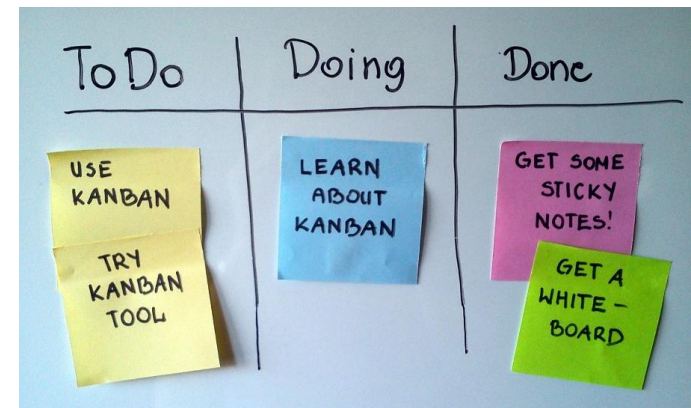 To Do
Doing
Done
USE
KANBAN
TRY
KANBAN
TOOL
LEARN
ABOUT
KANBAN
GET SOME
STICKY
NOTES!
GET A
WHITE-
BOARD